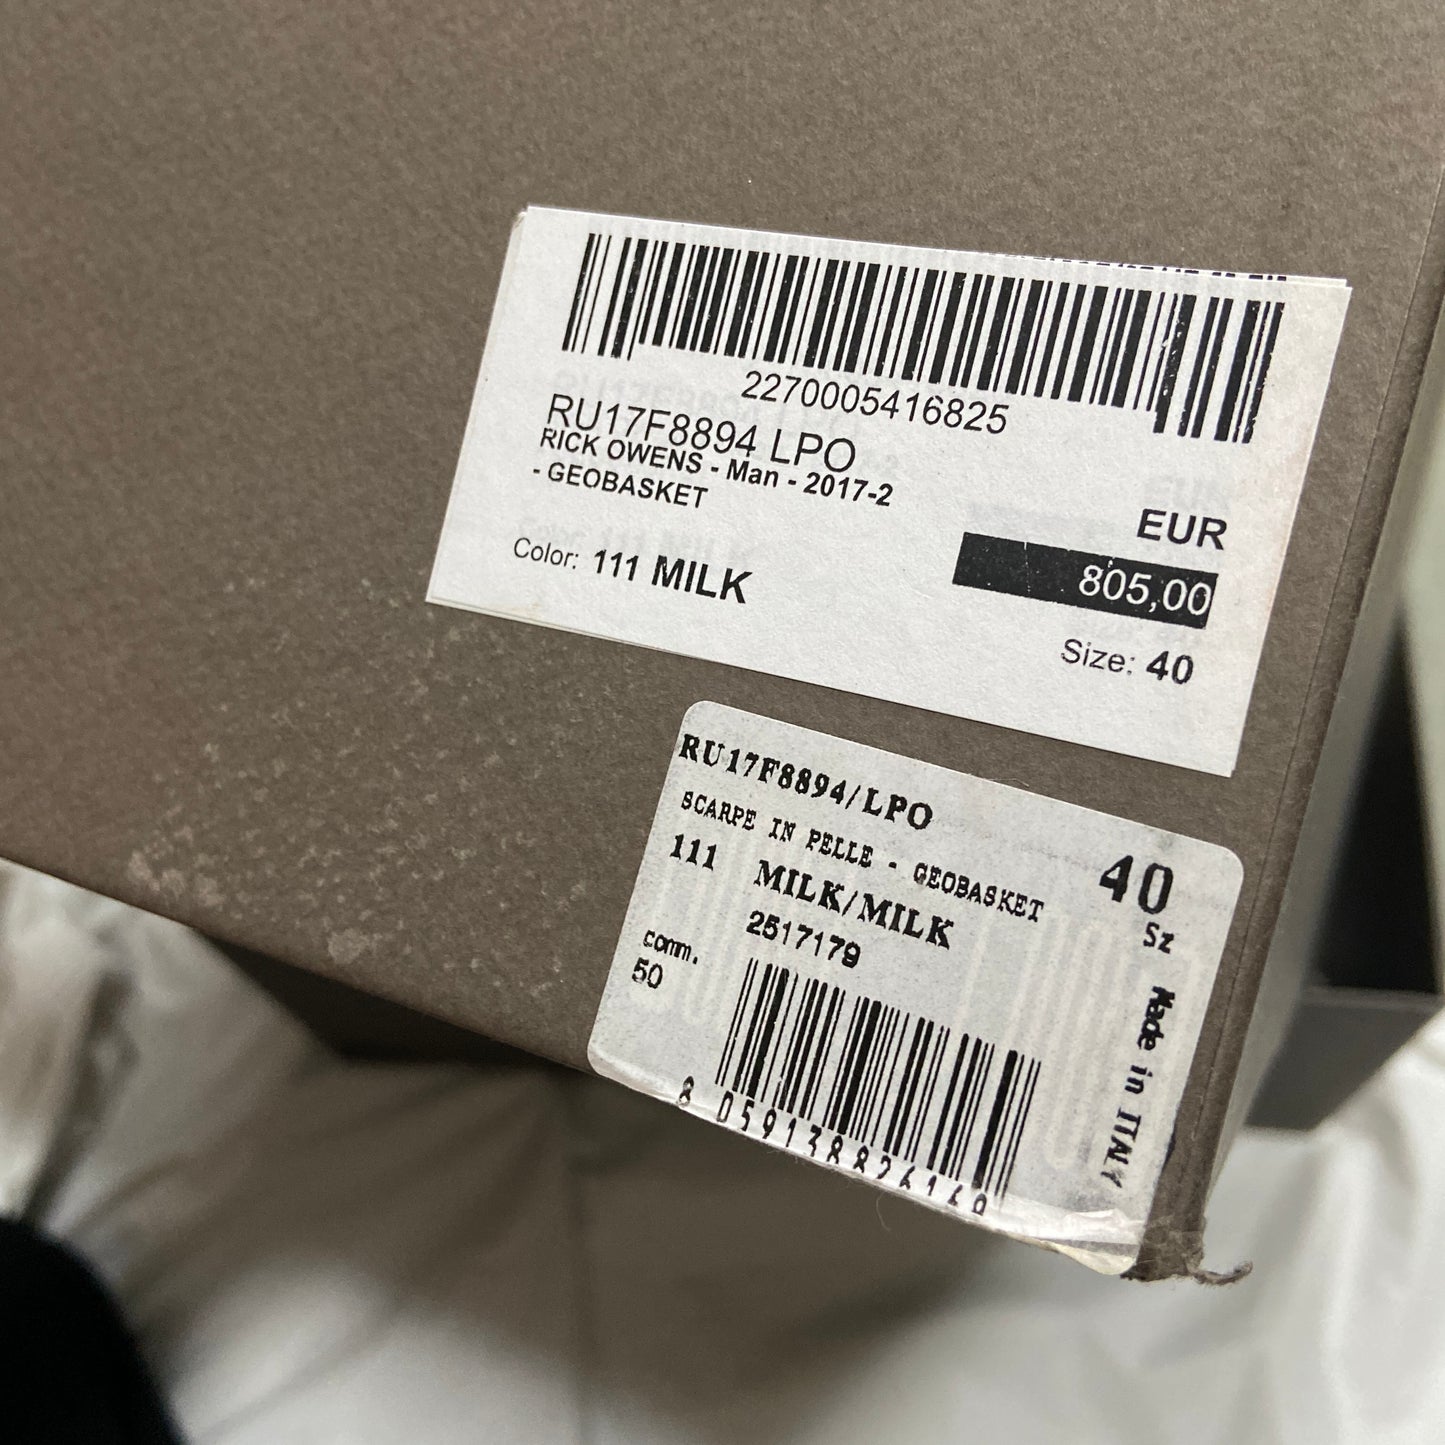 2270005416825
RU17F8894 LPO
RICK OWENS - Man - 2017-2
- GEOBASKET
EUR
805,00
Color: 111 MILK
Size: 40
RU17F8894/LPO
SCARPE IN PELLE - GEOBASKET
40
Sz
111 MILK/MILK
2517179
comm.
50
Made in ITALY